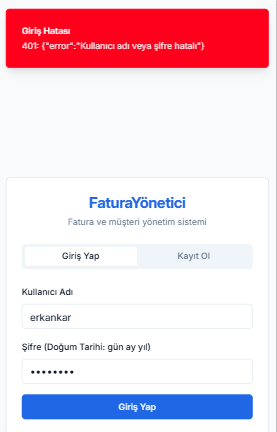 Giriş Hatası
401: {"error":"Kullanıcı adı veya şifre hatalı"}
FaturaYönetici
Fatura ve müşteri yönetim sistemi
Giriş Yap
Kayıt Ol
Kullanıcı Adı
erkankar
Şifre (Doğum Tarihi: gün ay yıl)
••••••••
Giriş Yap